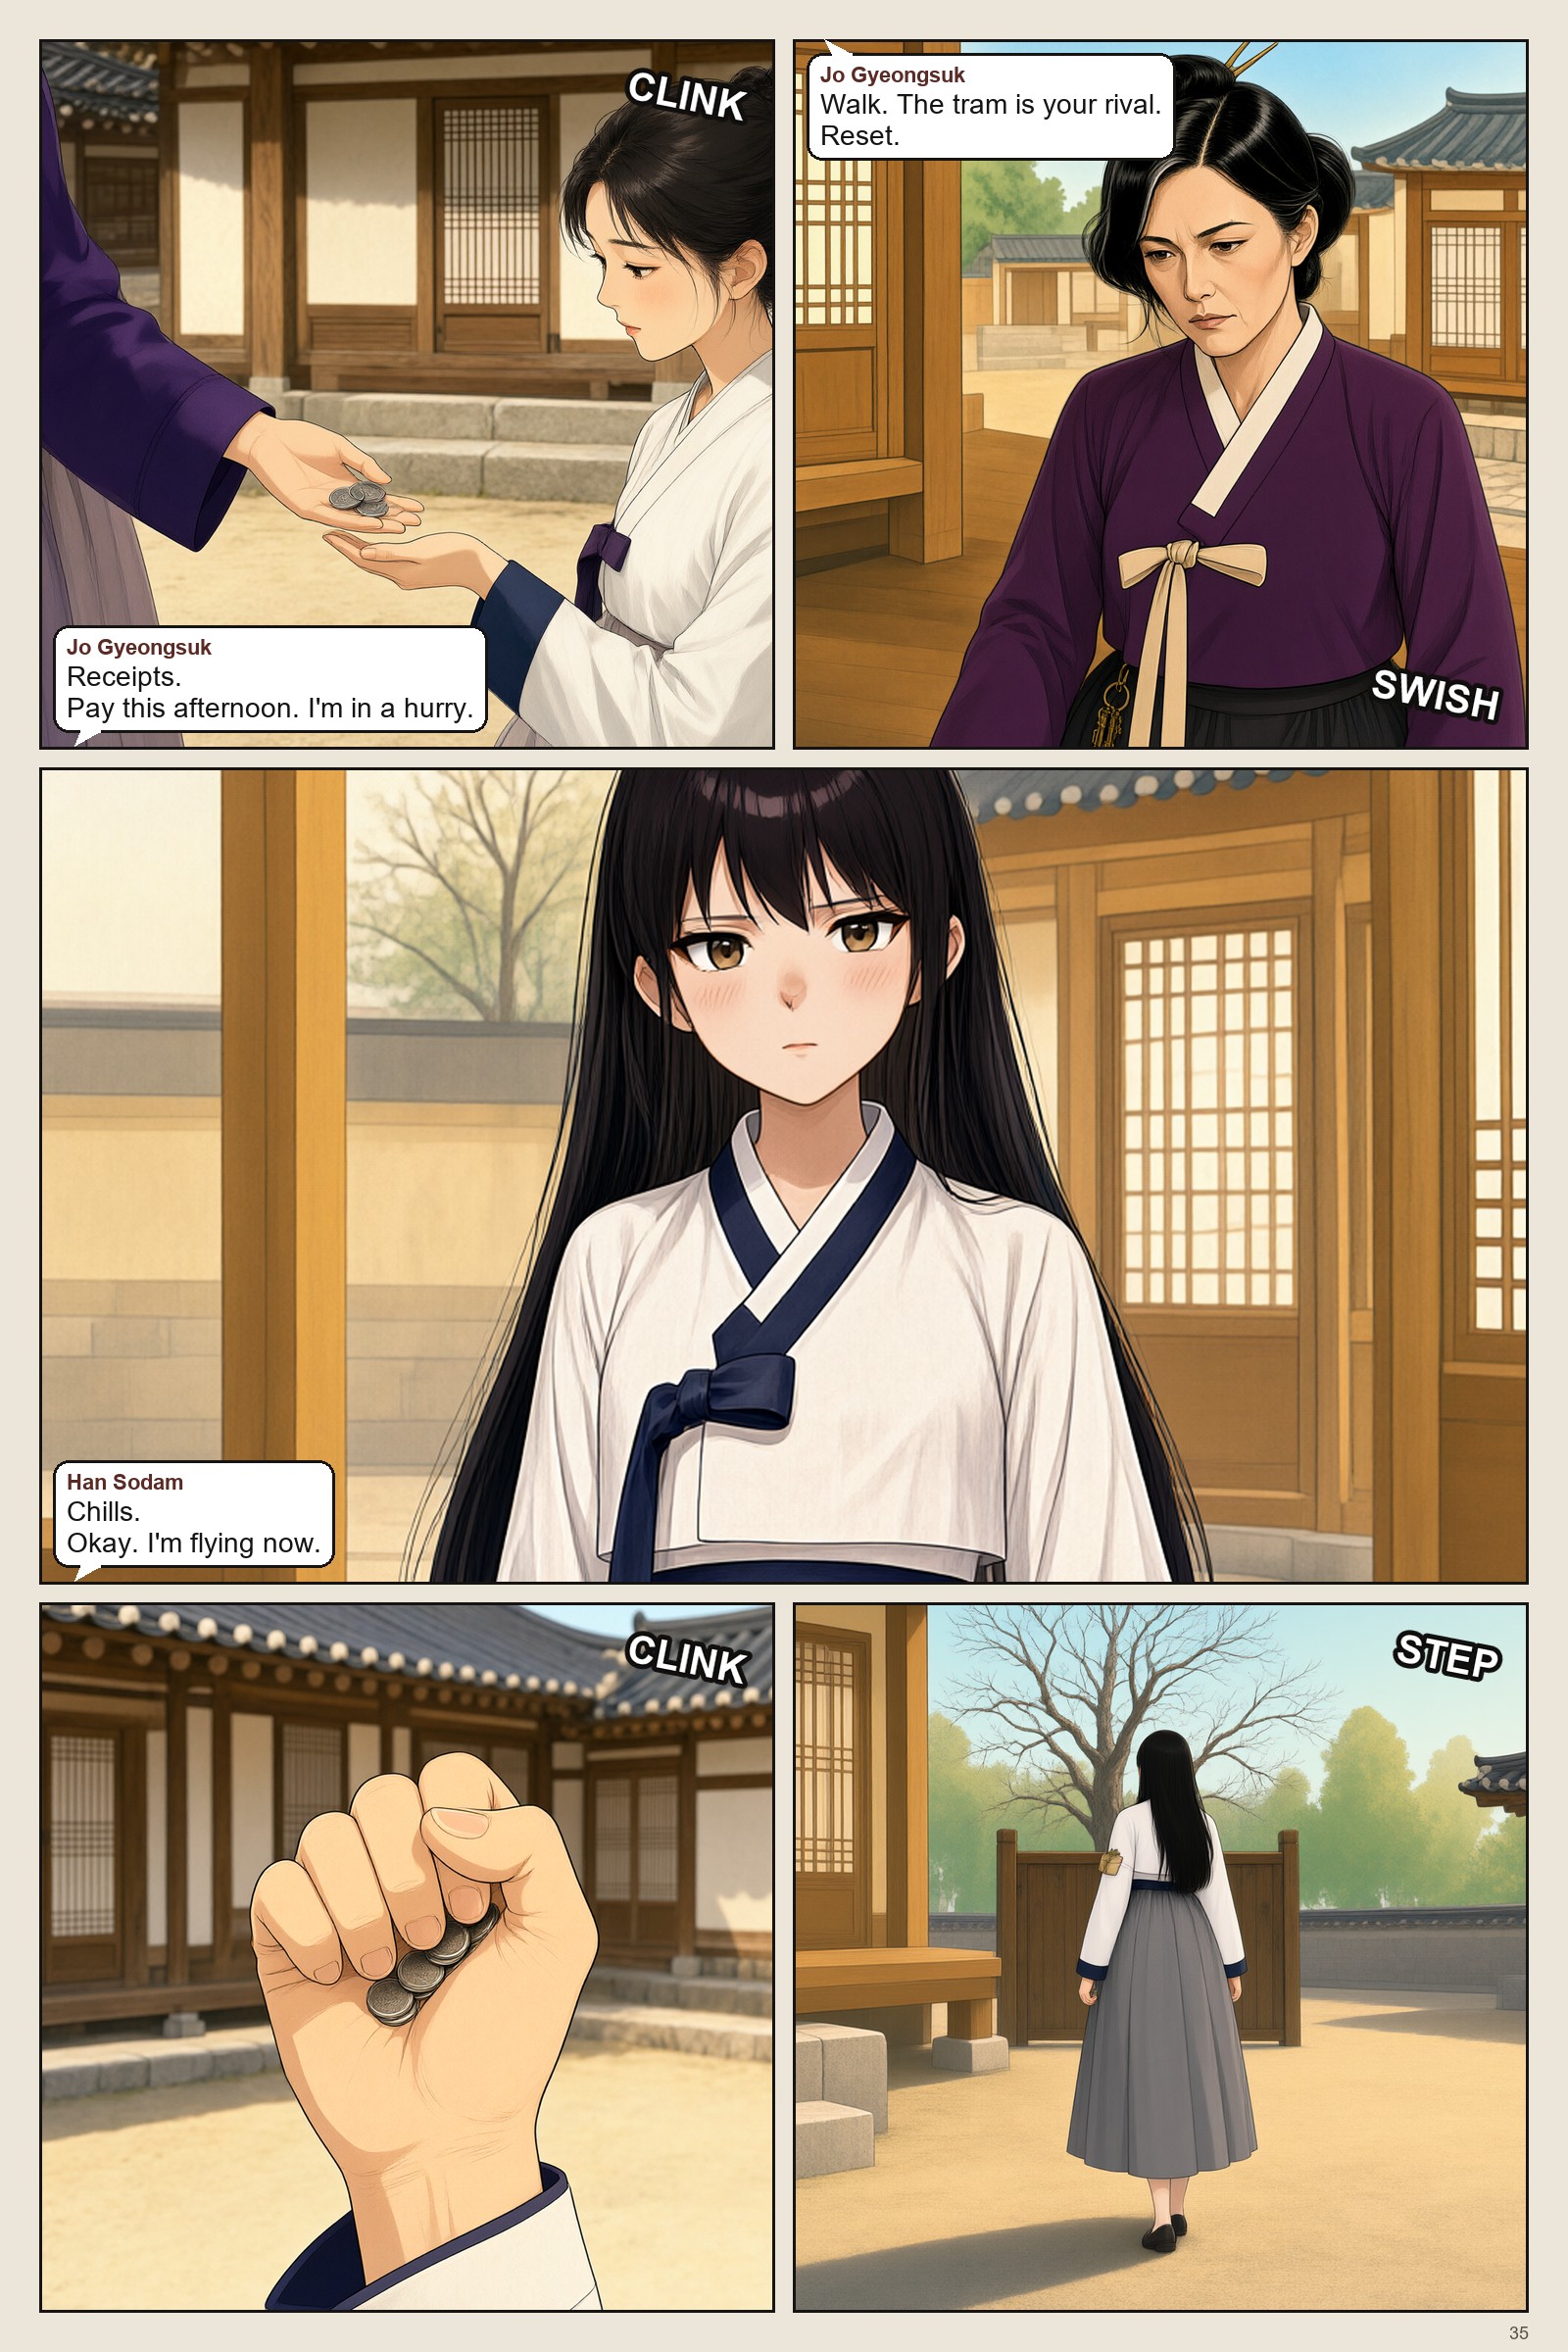 CLINK
Jo Gyeongsuk
Receipts.
Pay this afternoon. I'm in a hurry.
Jo Gyeongsuk
Walk. The tram is your rival.
Reset.
SWISH
Han Sodam
Chills.
Okay. I'm flying now.
CLINK
STEP
35